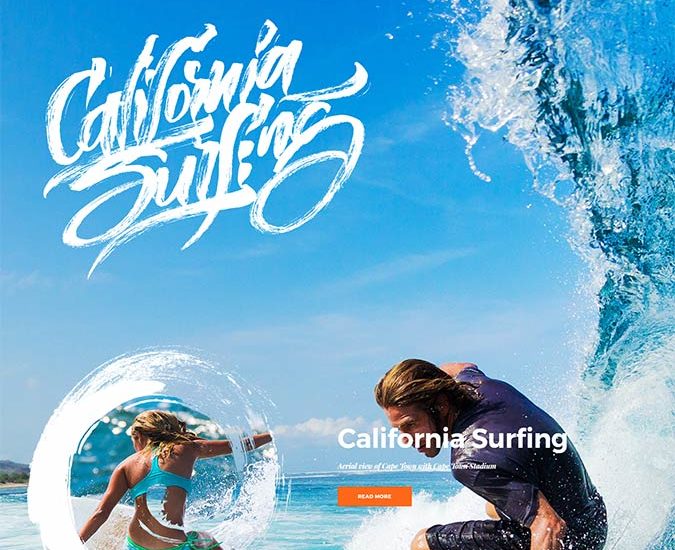 California
Surfing
California Surfing
Aerial view of Cape Town with Cape Town Stadium
READ MORE